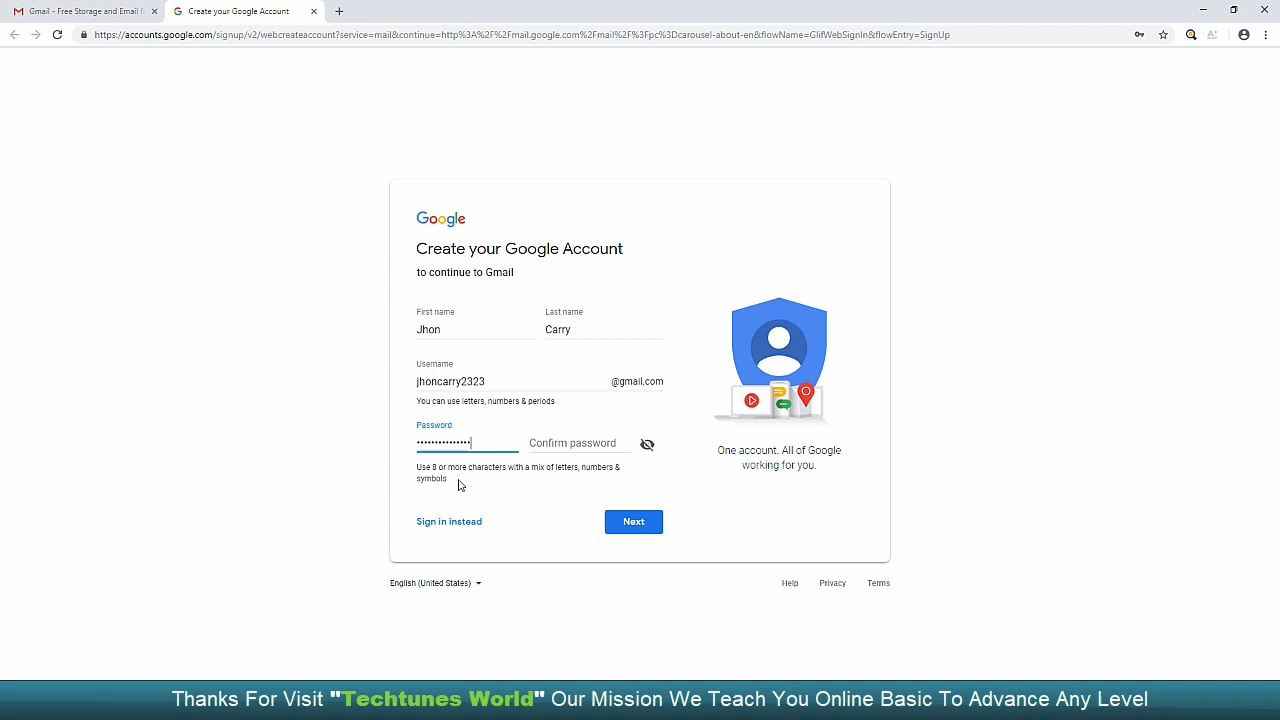 Gmail - Free Storage and Email f
Create your Google Account
https://accounts.google.com/signup/v2/webcreateaccount?service=mail&continue=http%3A%2F%2Fmail.google.com%2Fmail%2F%3Fpc%3Dcarousel-about-en&flowName=GlifWebSignIn&flowEntry=SignUp
Google
Create your Google Account
to continue to Gmail
First name
Last name
Jhon
Carry
Username
jhoncarry2323
@gmail.com
You can use letters, numbers & periods
Password
•••••••••••••••
Confirm password
Use 8 or more characters with a mix of letters, numbers &
symbols
Sign in instead
Next
One account. All of Google
working for you.
English (United States)
Help
Privacy
Terms
Thanks For Visit "Techtunes World" Our Mission We Teach You Online Basic To Advance Any Level